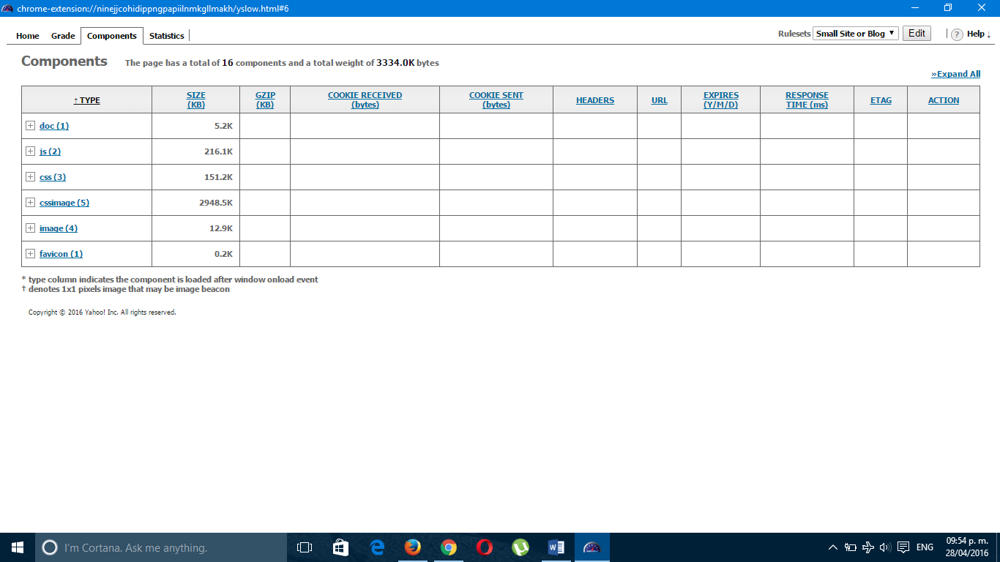 chrome-extension://ninejjcohidippngpapiilnmkgllmakh/yslow.html#6
Home Grade Components Statistics Rulesets Small Site or Blog Edit ? Help ↓
Components The page has a total of 16 components and a total weight of 3334.0K bytes
»Expand All
↑ TYPE SIZE (KB) GZIP (KB) COOKIE RECEIVED (bytes) COOKIE SENT (bytes) HEADERS URL EXPIRES (Y/M/D) RESPONSE TIME (ms) ETAG ACTION
doc (1) 5.2K
js (2) 216.1K
css (3) 151.2K
cssimage (5) 2948.5K
image (4) 12.9K
favicon (1) 0.2K
* type column indicates the component is loaded after window onload event
† denotes 1x1 pixels image that may be image beacon
Copyright © 2016 Yahoo! Inc. All rights reserved.
I'm Cortana. Ask me anything. ENG 09:54 p. m.
28/04/2016